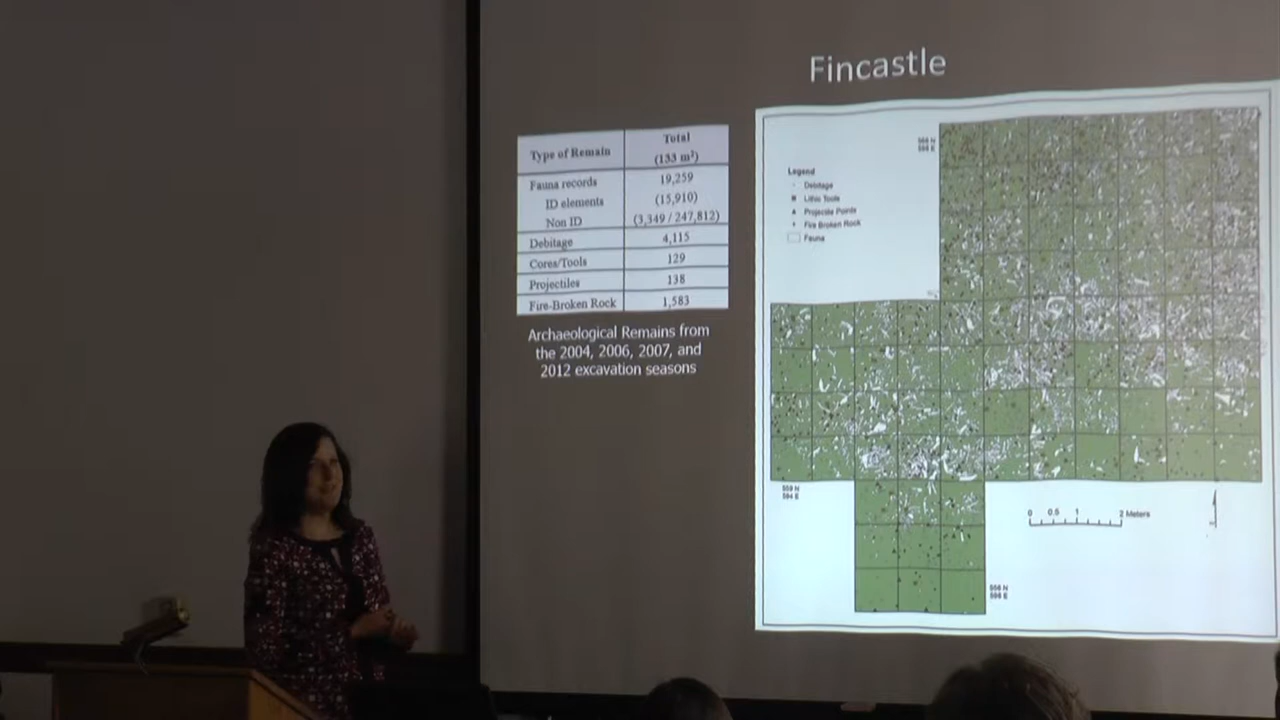 Fincastle
Type of Remain
Total
(133 m²)
Fauna records
19,259
ID elements
(15,910)
Non ID
(3,349 / 247,812)
Debitage
4,115
Cores/Tools
129
Projectiles
138
Fire-Broken Rock
1,583
Archaeological Remains from
the 2004, 2006, 2007, and
2012 excavation seasons
Legend
Debitage
Lithic Tools
Projectile Points
Fire Broken Rock
Fauna
0 0.5 1 2 Meters